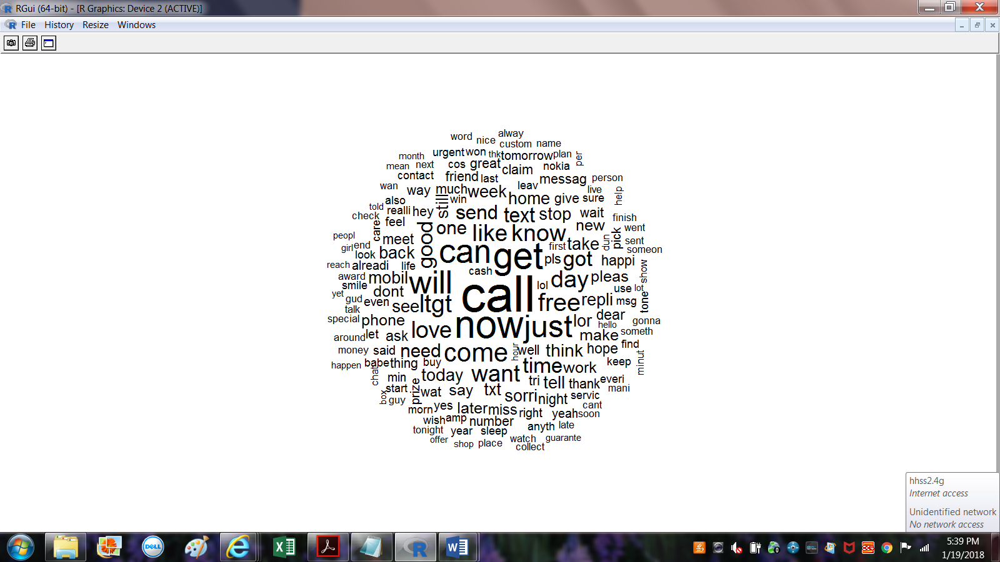 RGui (64-bit) - [R Graphics: Device 2 (ACTIVE)]
File History Resize Windows
word nice alway
custom name
month urgent won thk tomorrow plan per
mean next cos great claim nokia
contact friend last messag person
wan way much week leav live help
also still win home give sure
told realli hey send text stop wait
check feel one like know new finish
care went
peopl meet good can get first take dun pick sent
girl end someon
look back pls got happi
reach alreadi life cash show
award mobil will call lol day pleas
smile use lot
yet dont free repli tone
gud even see ltgt msg
talk dear
special phone love now just lor hello gonna
around let ask make someth
money said need come hour well think hope find
happen babe thing buy time work keep minut
chat min today want tri tell thank everi
start mani
box guy prize wat say txt sorri night servic
morn yes later miss right yeah soon cant
wish amp number
tonight year sleep anyth late
offer shop place watch guarante
collect
hhss2.4g
Internet access
Unidentified network
No network access
DELL
5:39 PM
1/19/2018